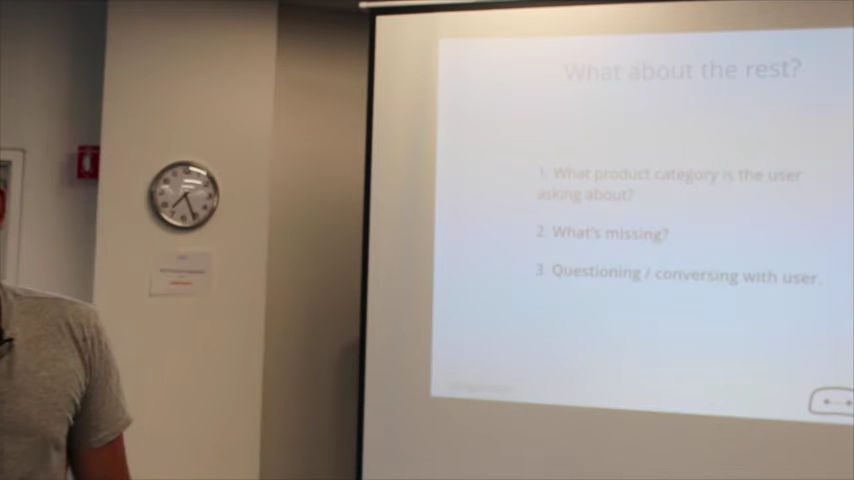 What about the rest?
1. What product category is the user
asking about?
2. What's missing?
3. Questioning / conversing with user.